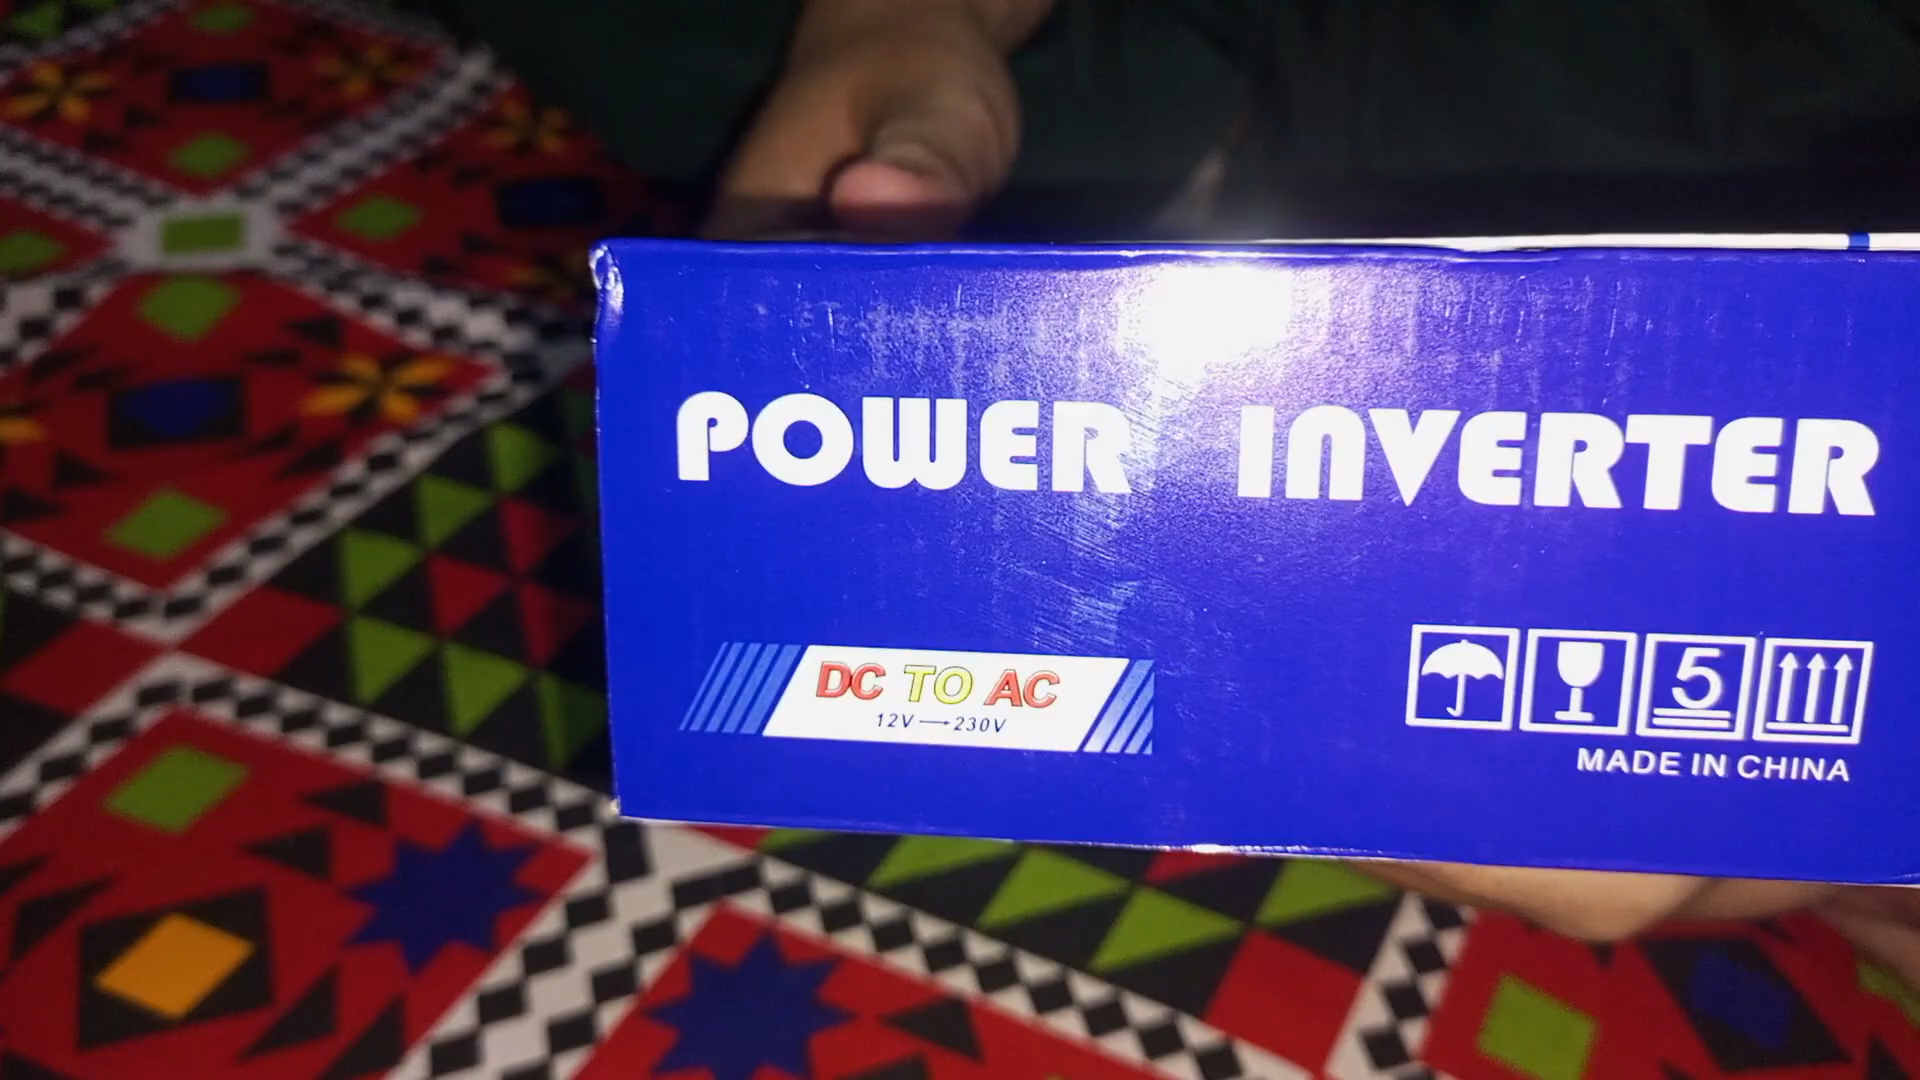 POWER INVERTER
DC TO AC
12V→230V
5
MADE IN CHINA